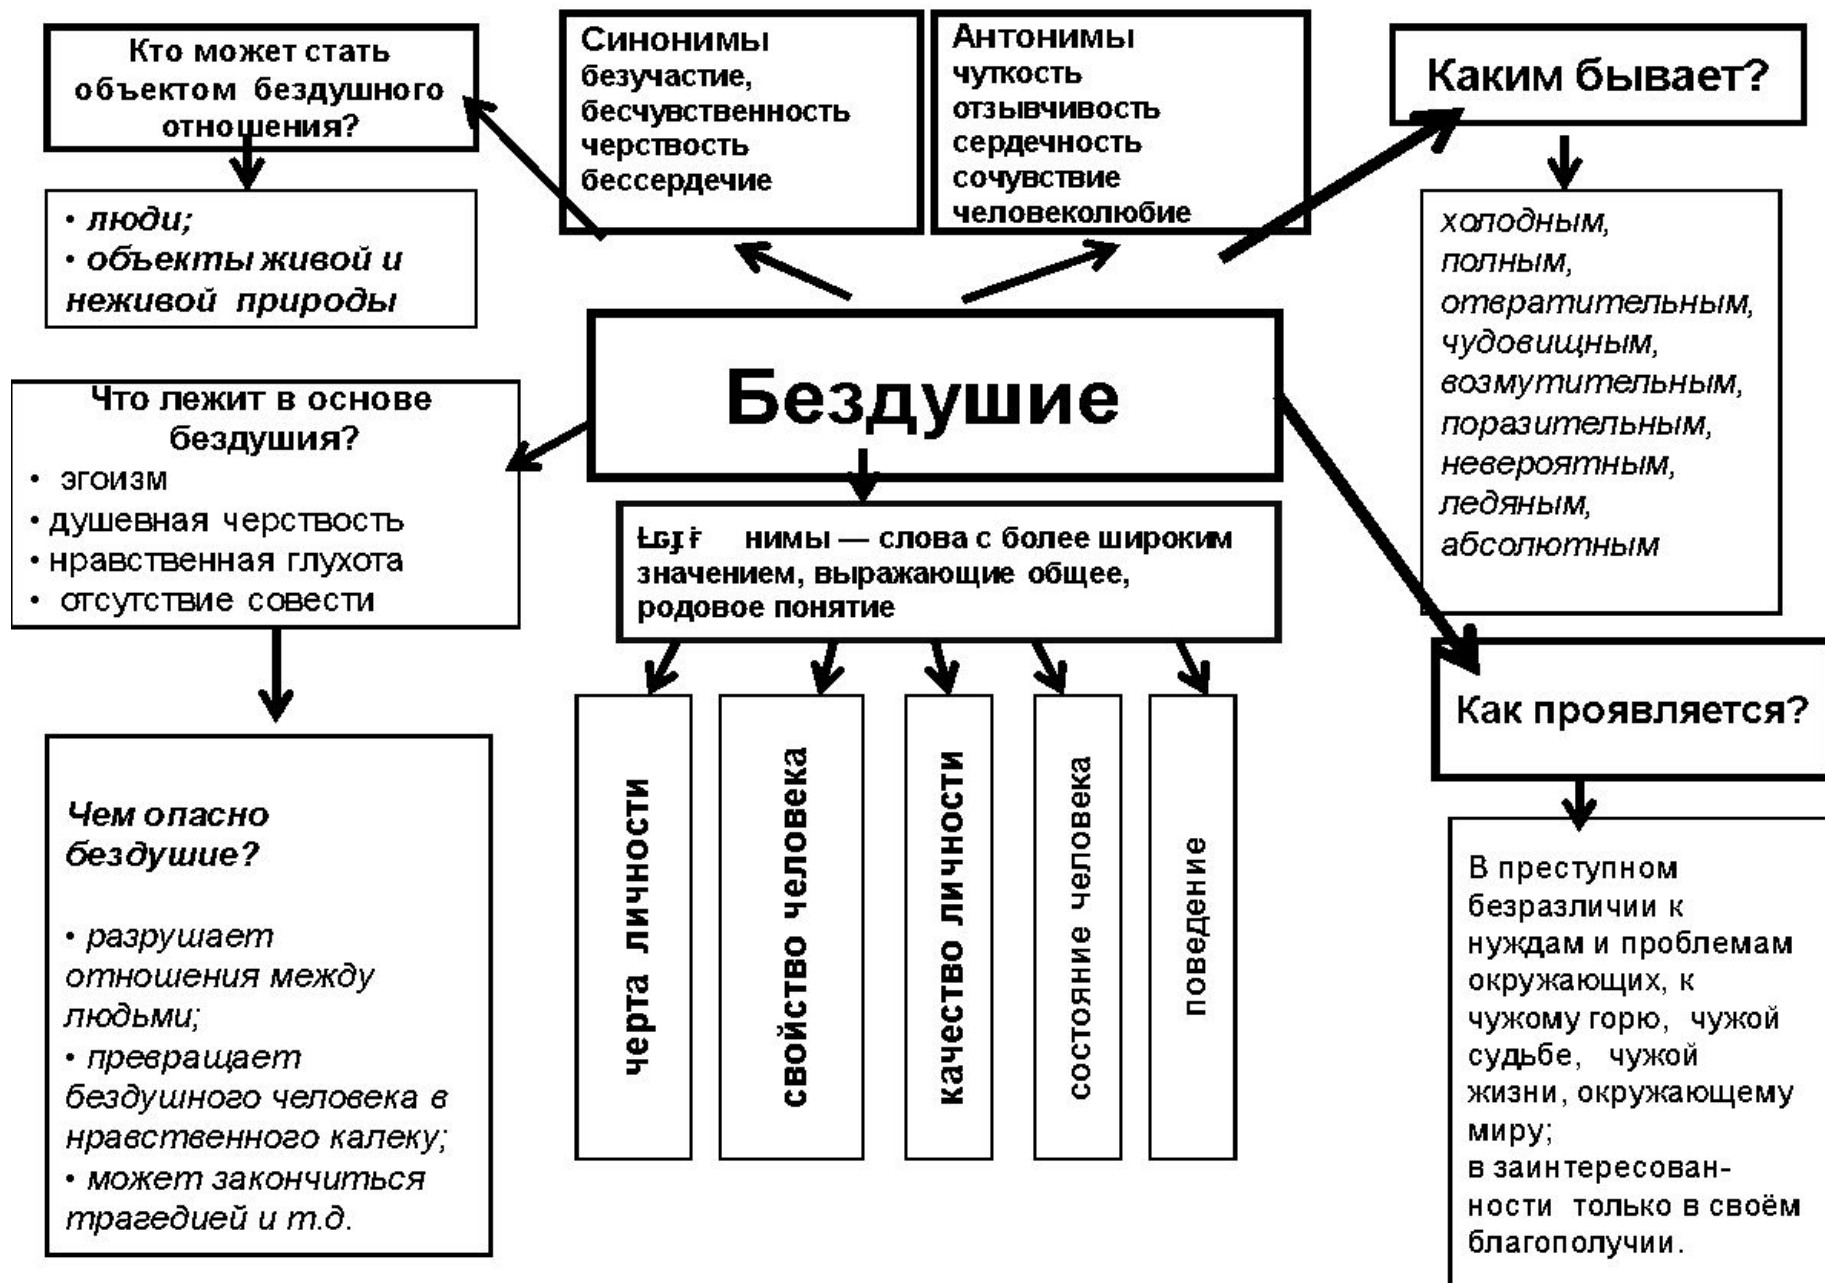 Кто может стать
объектом бездушного
отношения?
• люди;
• объекты живой и
неживой природы
Синонимы
безучастие,
бесчувственность
черствость
бессердечие
Антонимы
чуткость
отзывчивость
сердечность
сочувствие
человеколюбие
Каким бывает?
холодным,
полным,
отвратительным,
чудовищным,
возмутительным,
поразительным,
невероятным,
ледяным,
абсолютным
Бездушие
Что лежит в основе
бездушия?
• эгоизм
• душевная черствость
• нравственная глухота
• отсутствие совести
нимы — слова с более широким
значением, выражающие общее,
родовое понятие
черта личности
свойство человека
качество личности
состояние человека
поведение
Чем опасно
бездушие?
• разрушает
отношения между
людьми;
• превращает
бездушного человека в
нравственного калеку;
• может закончиться
трагедией и т.д.
Как проявляется?
В преступном
безразличии к
нуждам и проблемам
окружающих, к
чужому горю, чужой
судьбе, чужой
жизни, окружающему
миру;
в заинтересован-
ности только в своём
благополучии.